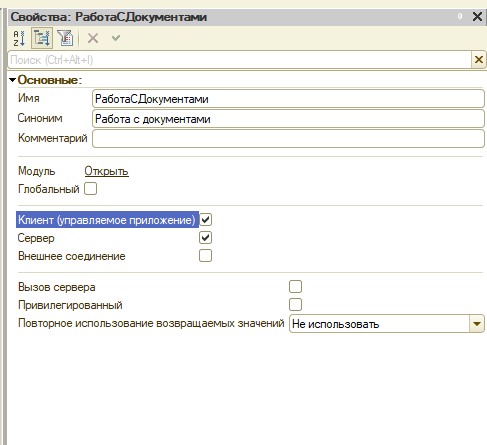 Свойства: РаботаСДокументами
Поиск (Ctrl+Alt+I)
Основные:
Имя РаботаСДокументами
Синоним Работа с документами
Комментарий
Модуль Открыть
Глобальный
Клиент (управляемое приложение)
Сервер
Внешнее соединение
Вызов сервера
Привилегированный
Повторное использование возвращаемых значений Не использовать